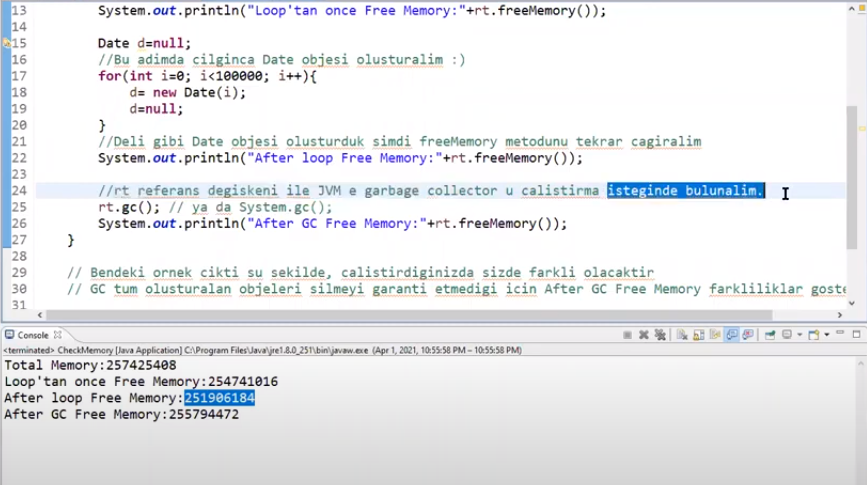 13 System.out.println("Loop'tan once Free Memory:"+rt.freeMemory());
14
15 Date d=null;
16 //Bu adimda cilginca Date objesi olusturalim :)
17 for(int i=0; i<100000; i++){
18 d= new Date(i);
19 d=null;
20 }
21 //Deli gibi Date objesi olusturduk simdi freeMemory metodunu tekrar cagiralim
22 System.out.println("After loop Free Memory:"+rt.freeMemory());
23
24 //rt referans degiskeni ile JVM e garbage collector u calistirma isteginde bulunalim.
25 rt.gc(); // ya da System.gc();
26 System.out.println("After GC Free Memory:"+rt.freeMemory());
27 }
28
29 // Bendeki ornek cikti su sekilde, calistirdiginizda sizde farkli olacaktir
30 // GC tum olusturalan objeleri silmeyi garanti etmedigi icin After GC Free Memory farkliliklar goste
31
Console
<terminated> CheckMemory [Java Application] C:\Program Files\Java\jre1.8.0_251\bin\javaw.exe (Apr 1, 2021, 10:55:58 PM – 10:55:58 PM)
Total Memory:257425408
Loop'tan once Free Memory:254741016
After loop Free Memory:251906184
After GC Free Memory:255794472